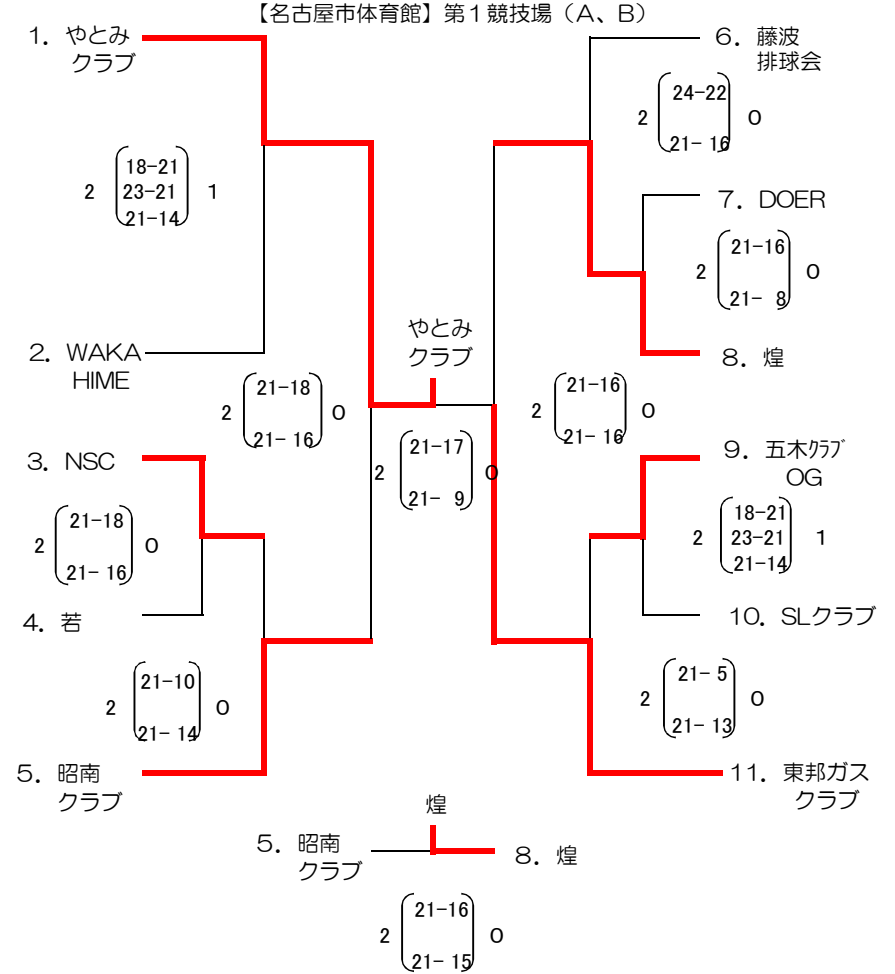 【名古屋市体育館】第１競技場（Ａ、Ｂ）
1．やとみ
クラブ
2
18-21
23-21
21-14
1
2．WAKA
HIME
3．NSC
2
21-18
21- 16
0
4．若
2
21-18
21- 16
0
2
21-10
21- 14
0
5．昭南
クラブ
やとみ
クラブ
2
21-17
21- 9
0
6．藤波
排球会
2
24-22
21- 16
0
7．DOER
2
21-16
21- 8
0
8．煌
2
21-16
21- 16
0
9．五木ｸﾗﾌﾞ
OG
2
18-21
23-21
21-14
1
10．SLクラブ
2
21- 5
21- 13
0
11．東邦ガス
クラブ
煌
5．昭南
クラブ
8．煌
2
21-16
21- 15
0